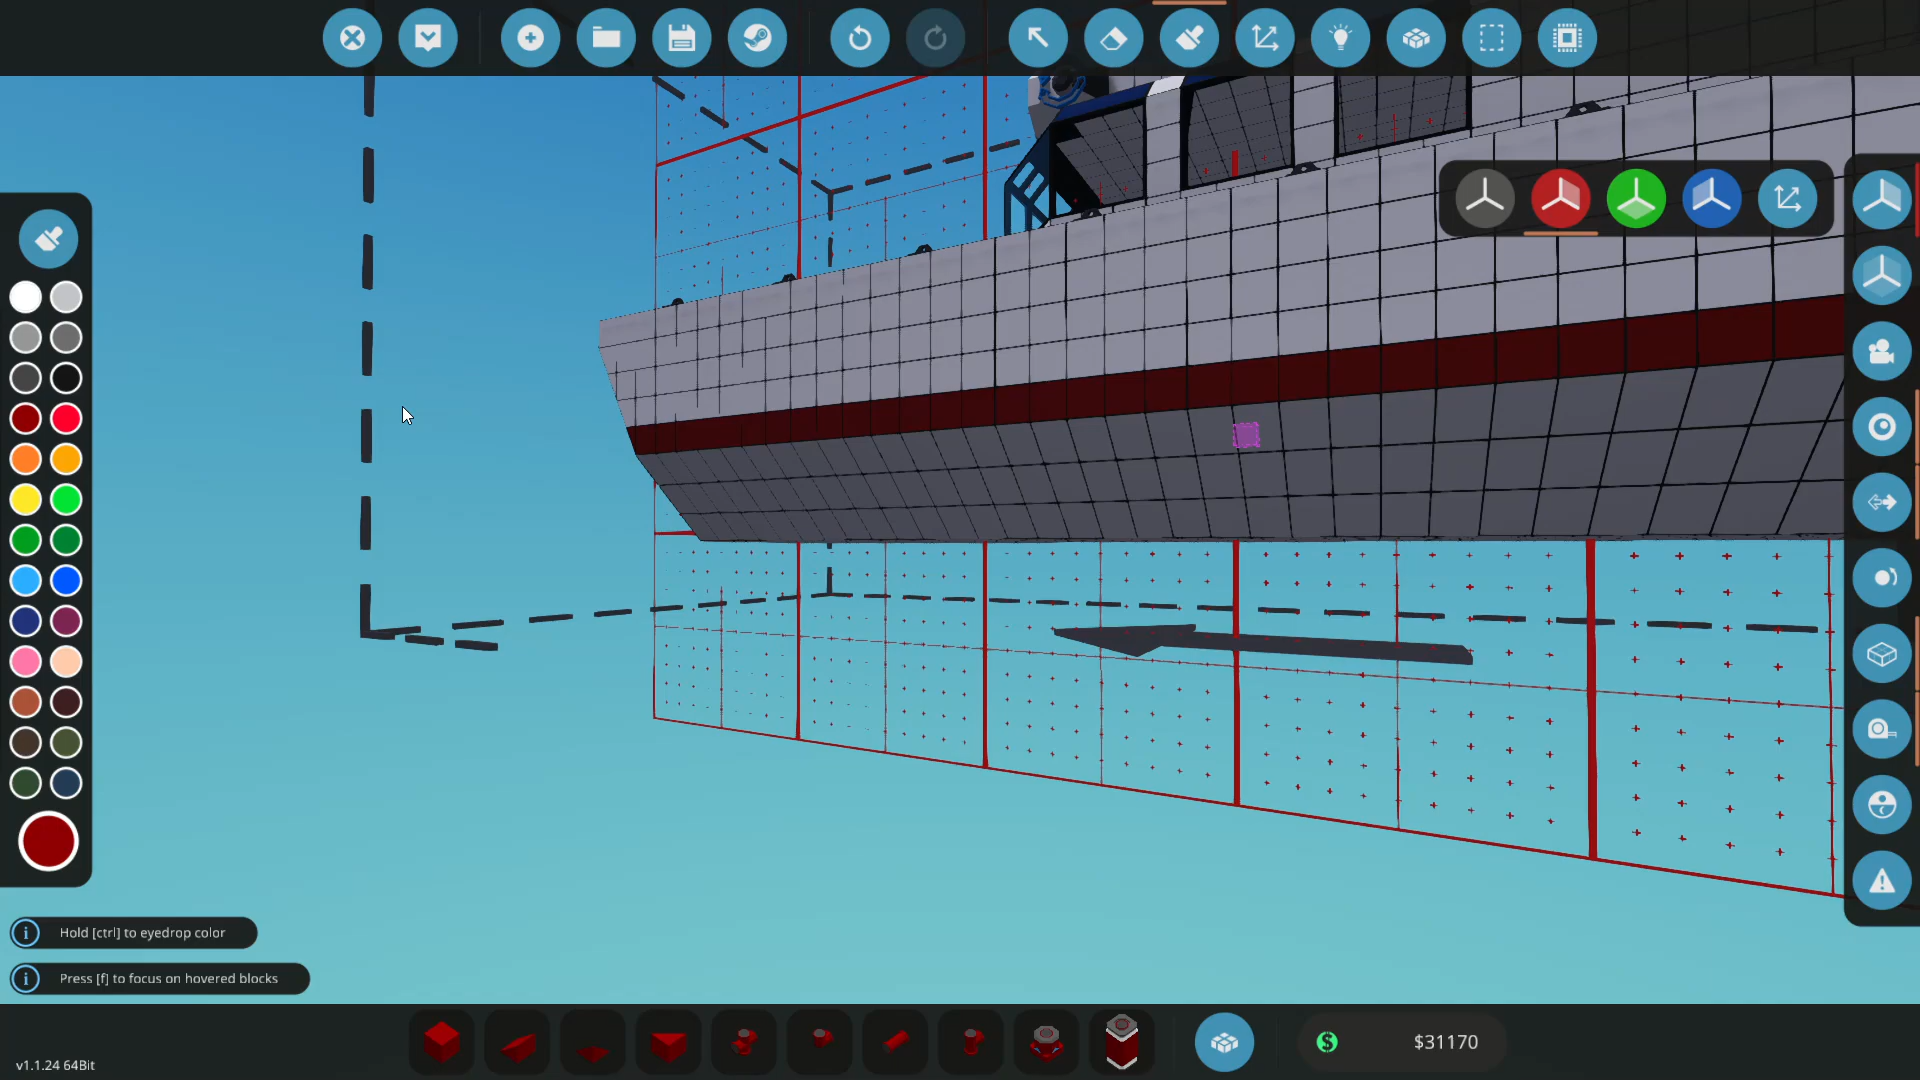 Hold [ctrl] to eyedrop color
Press [f] to focus on hovered blocks
v1.1.24 64Bit
$31170